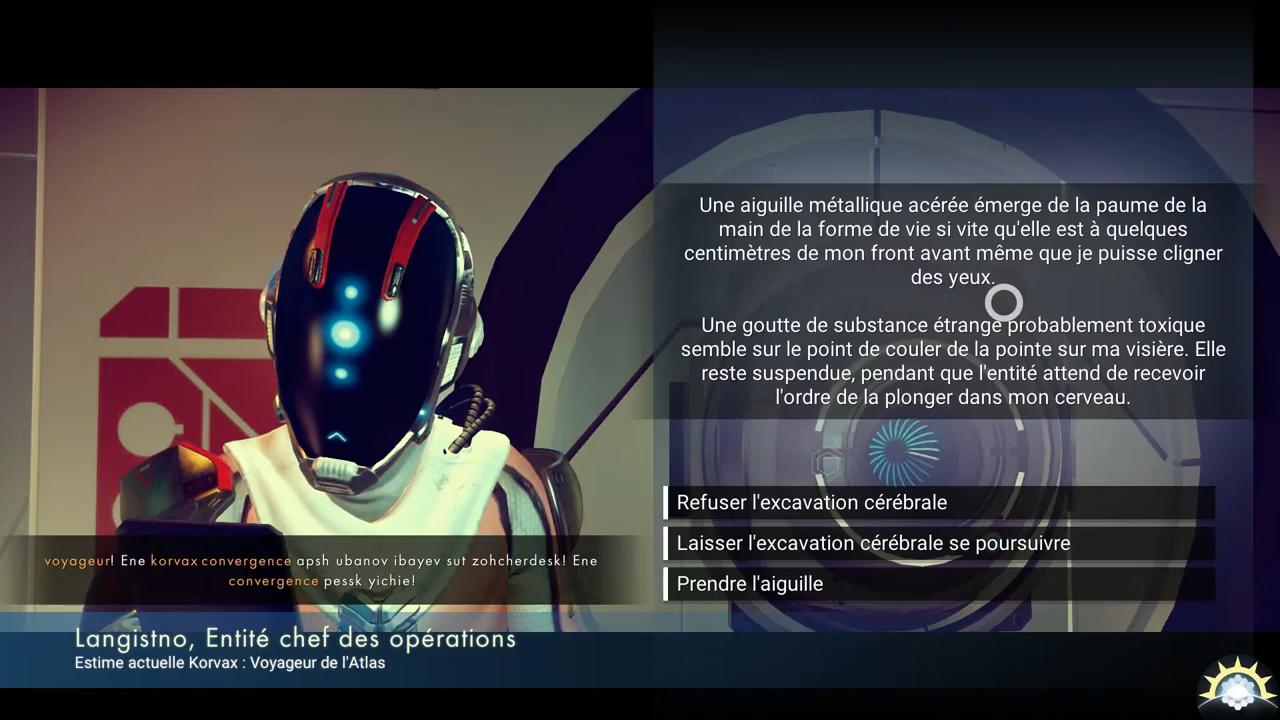 Une aiguille métallique acérée émerge de la paume de la
main de la forme de vie si vite qu'elle est à quelques
centimètres de mon front avant même que je puisse cligner
des yeux.
Une goutte de substance étrange probablement toxique
semble sur le point de couler de la pointe sur ma visière. Elle
reste suspendue, pendant que l'entité attend de recevoir
l'ordre de la plonger dans mon cerveau.
Refuser l'excavation cérébrale
Laisser l'excavation cérébrale se poursuivre
Prendre l'aiguille
voyageur! Ene korvax convergence apsh ubanov ibayev sut zohcherdesk! Ene
convergence pessk yichie!
Langistno, Entité chef des opérations
Estime actuelle Korvax : Voyageur de l'Atlas